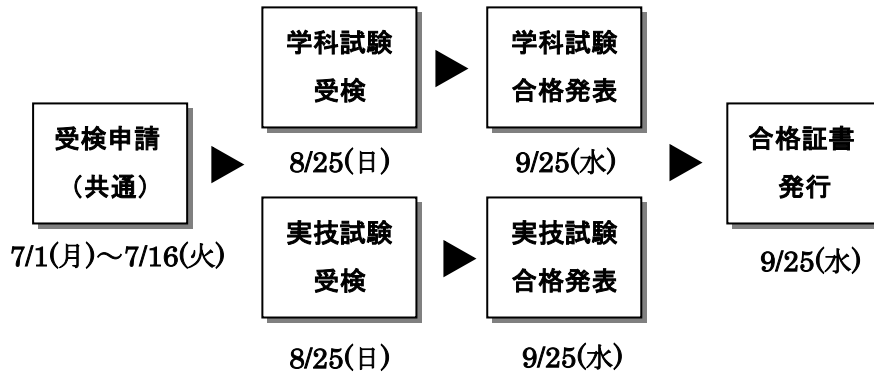 受検申請
（共通）
7/1(月)～7/16(火)
学科試験
受検
8/25(日)
学科試験
合格発表
9/25(水)
実技試験
受検
8/25(日)
実技試験
合格発表
9/25(水)
合格証書
発行
9/25(水)